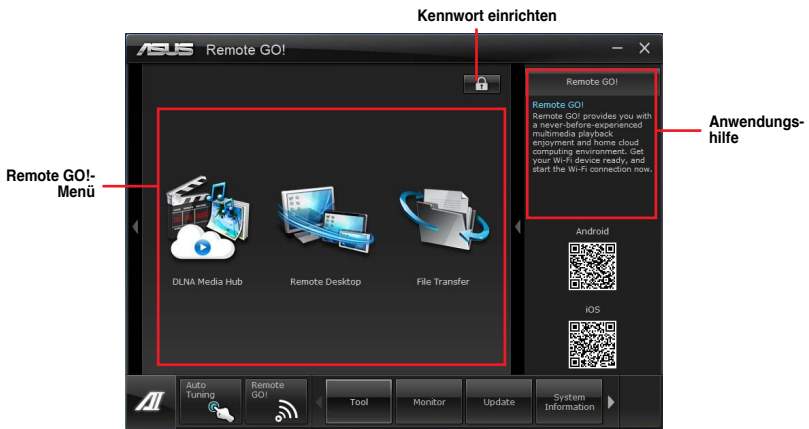 Kennwort einrichten
ASUS Remote GO!
Remote GO!
Remote GO!
Remote GO! provides you with
a never-before-experienced
multimedia playback
enjoyment and home cloud
computing environment. Get
your Wi-Fi device ready, and
start the Wi-Fi connection now.
Anwendungs-
hilfe
Remote GO!-
Menü
DLNA Media Hub
Remote Desktop
File Transfer
Android
iOS
Auto
Tuning
Remote
GO!
Tool
Monitor
Update
System
Information